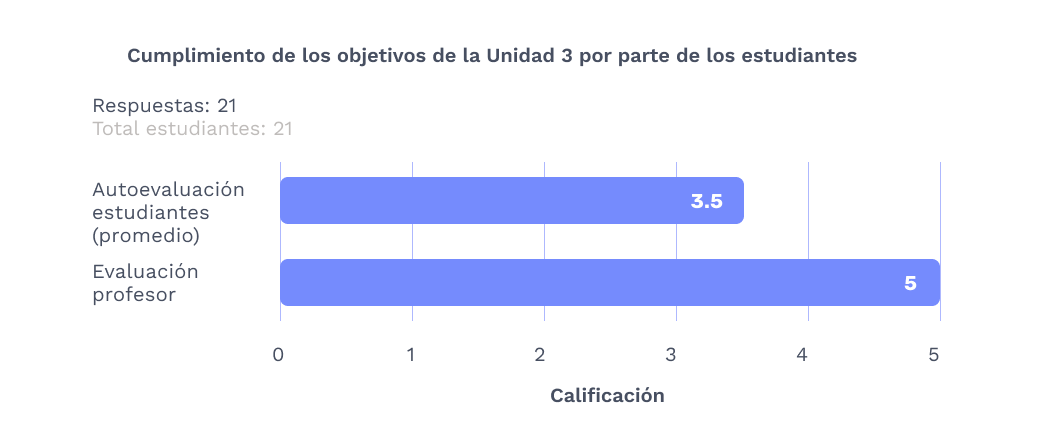 Cumplimiento de los objetivos de la Unidad 3 por parte de los estudiantes
Respuestas: 21
Total estudiantes: 21
Autoevaluación
estudiantes
(promedio)
3.5
Evaluación
profesor
5
0 1 2 3 4 5
Calificación